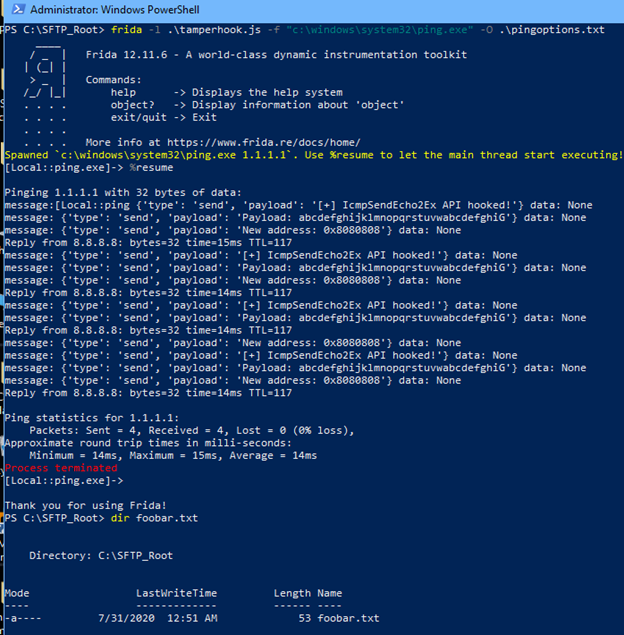 Administrator: Windows PowerShell
PS C:\SFTP_Root> frida -l .\tamperhook.js -f "c:\windows\system32\ping.exe" -O .\pingoptions.txt
     ____
    / _  |   Frida 12.11.6 - A world-class dynamic instrumentation toolkit
   | (_| |
    > _  |   Commands:
   /_/ |_|       help      -> Displays the help system
   . . . .       object?   -> Display information about 'object'
   . . . .       exit/quit -> Exit
   . . . .
   . . . .   More info at https://www.frida.re/docs/home/
Spawned `c:\windows\system32\ping.exe 1.1.1.1`. Use %resume to let the main thread start executing!
[Local::ping.exe]-> %resume
Pinging 1.1.1.1 with 32 bytes of data:
message:[Local::ping {'type': 'send', 'payload': '[+] IcmpSendEcho2Ex API hooked!'} data: None
message: {'type': 'send', 'payload': 'Payload: abcdefghijklmnopqrstuvwabcdefghiG'} data: None
message: {'type': 'send', 'payload': 'New address: 0x8080808'} data: None
Reply from 8.8.8.8: bytes=32 time=15ms TTL=117
message: {'type': 'send', 'payload': '[+] IcmpSendEcho2Ex API hooked!'} data: None
message: {'type': 'send', 'payload': 'Payload: abcdefghijklmnopqrstuvwabcdefghiG'} data: None
message: {'type': 'send', 'payload': 'New address: 0x8080808'} data: None
Reply from 8.8.8.8: bytes=32 time=14ms TTL=117
message: {'type': 'send', 'payload': '[+] IcmpSendEcho2Ex API hooked!'} data: None
message: {'type': 'send', 'payload': 'Payload: abcdefghijklmnopqrstuvwabcdefghiG'} data: None
Reply from 8.8.8.8: bytes=32 time=14ms TTL=117
message: {'type': 'send', 'payload': 'New address: 0x8080808'} data: None
message: {'type': 'send', 'payload': '[+] IcmpSendEcho2Ex API hooked!'} data: None
message: {'type': 'send', 'payload': 'Payload: abcdefghijklmnopqrstuvwabcdefghiG'} data: None
message: {'type': 'send', 'payload': 'New address: 0x8080808'} data: None
Reply from 8.8.8.8: bytes=32 time=14ms TTL=117
Ping statistics for 1.1.1.1:
    Packets: Sent = 4, Received = 4, Lost = 0 (0% loss),
Approximate round trip times in milli-seconds:
    Minimum = 14ms, Maximum = 15ms, Average = 14ms
Process terminated
[Local::ping.exe]->
Thank you for using Frida!
PS C:\SFTP_Root> dir foobar.txt
    Directory: C:\SFTP_Root
Mode                 LastWriteTime         Length Name
----                 -------------         ------ ----
-a----        7/31/2020  12:51 AM             53 foobar.txt